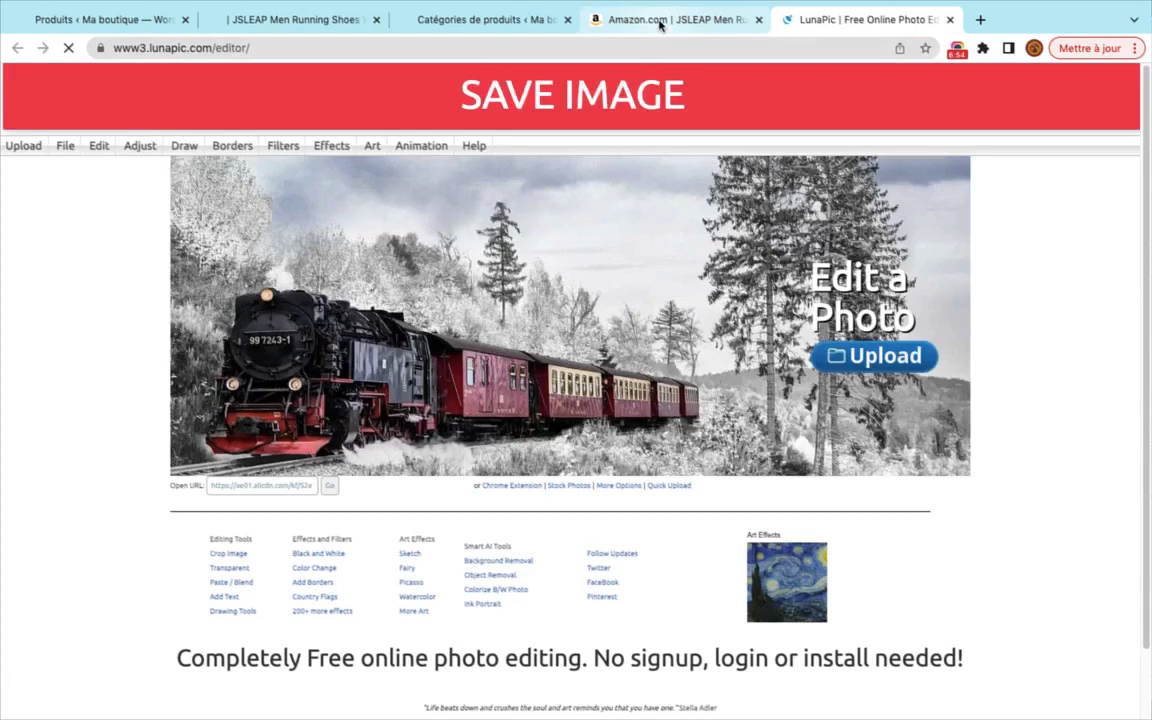 Produits ‹ Ma boutique — Wor
| JSLEAP Men Running Shoes
Catégories de produits ‹ Ma bo
Amazon.com | JSLEAP Men Ru
LunaPic | Free Online Photo Ed
www3.lunapic.com/editor/
6:54
Mettre à jour
SAVE IMAGE
Upload File Edit Adjust Draw Borders Filters Effects Art Animation Help
99 7243-1
Edit a
Photo
Upload
Open URL: Go or Chrome Extension | Stock Photos | More Options | Quick Upload
Editing Tools
Crop Image
Transparent
Paste / Blend
Add Text
Drawing Tools
Effects and Filters
Black and White
Color Change
Add Borders
Country Flags
200+ more effects
Art Effects
Sketch
Fairy
Picasso
Watercolor
More Art
Smart AI Tools
Background Removal
Object Removal
Colorize B/W Photo
Ink Portrait
Follow Updates
Twitter
FaceBook
Pinterest
Art Effects
Completely Free online photo editing. No signup, login or install needed!
"Life beats down and crushes the soul and art reminds you that you have one." Stella Adler